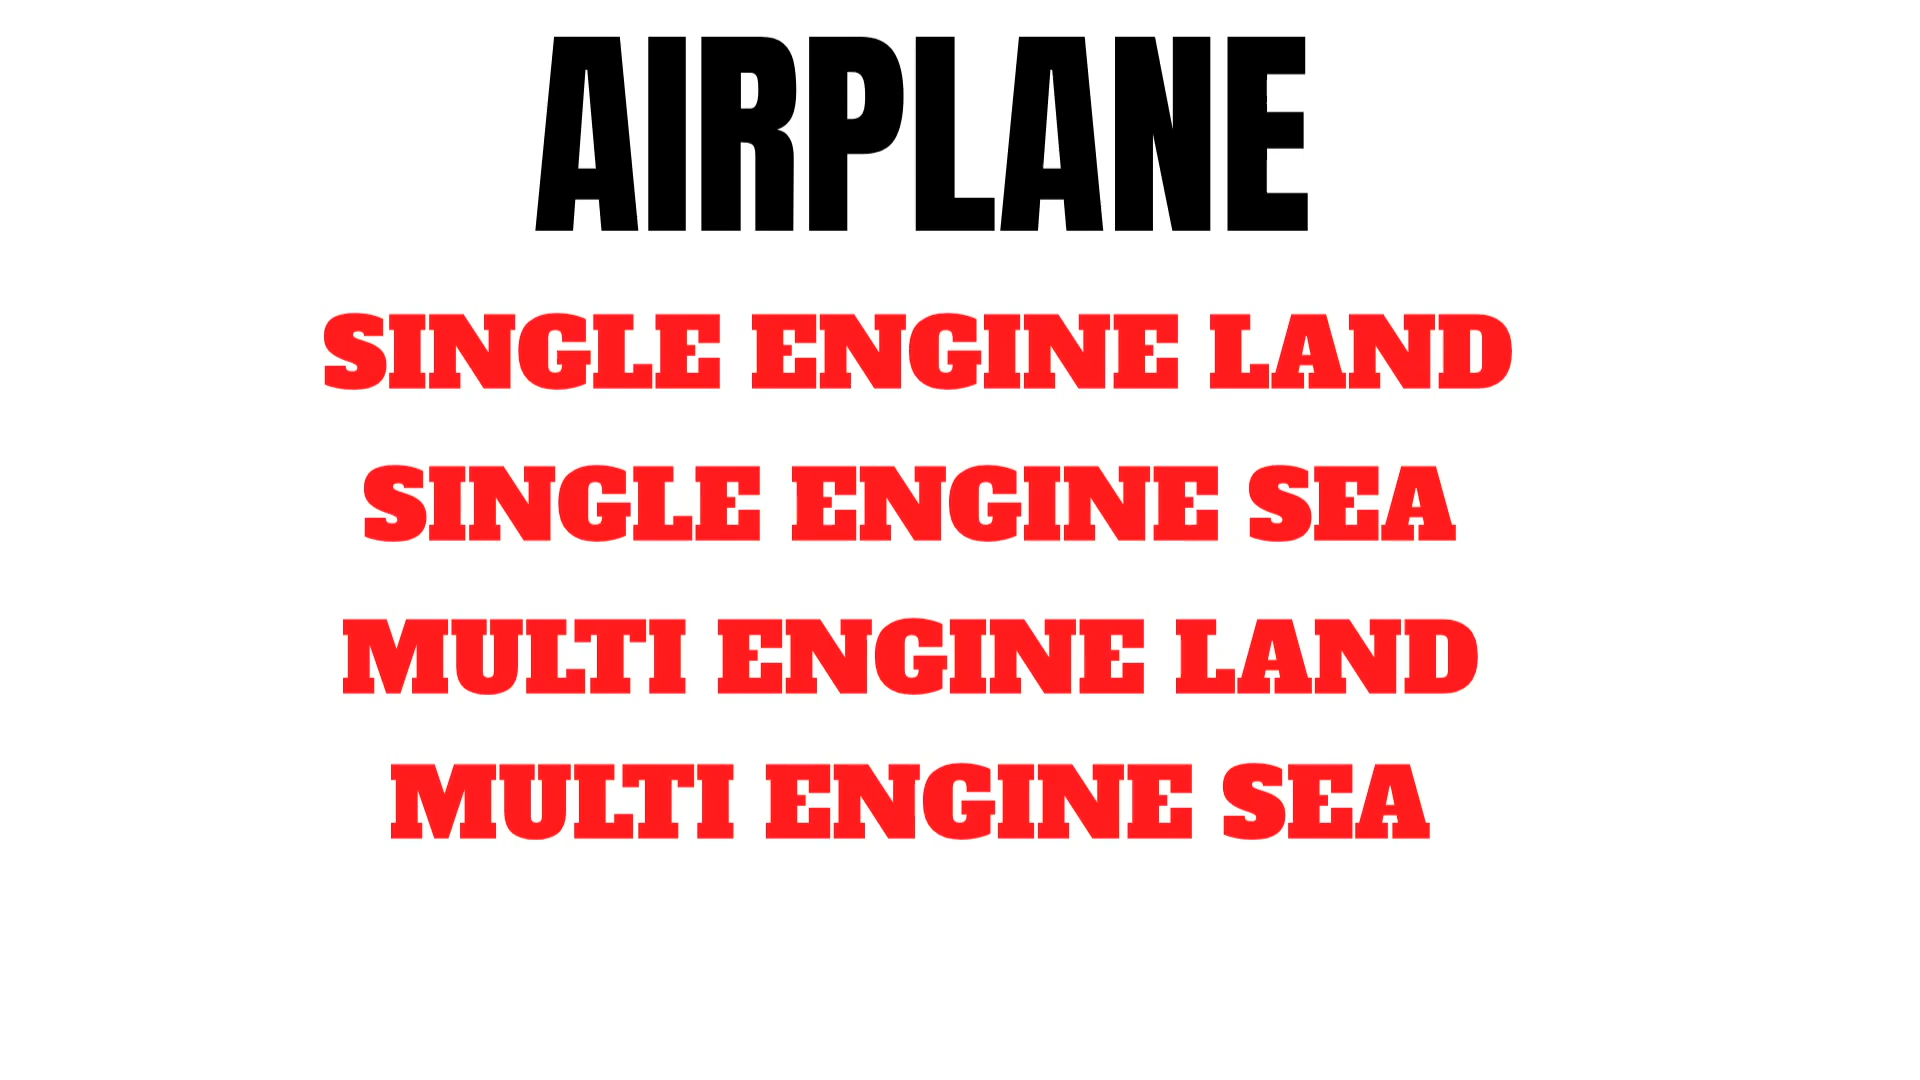 AIRPLANE
SINGLE ENGINE LAND
SINGLE ENGINE SEA
MULTI ENGINE LAND
MULTI ENGINE SEA